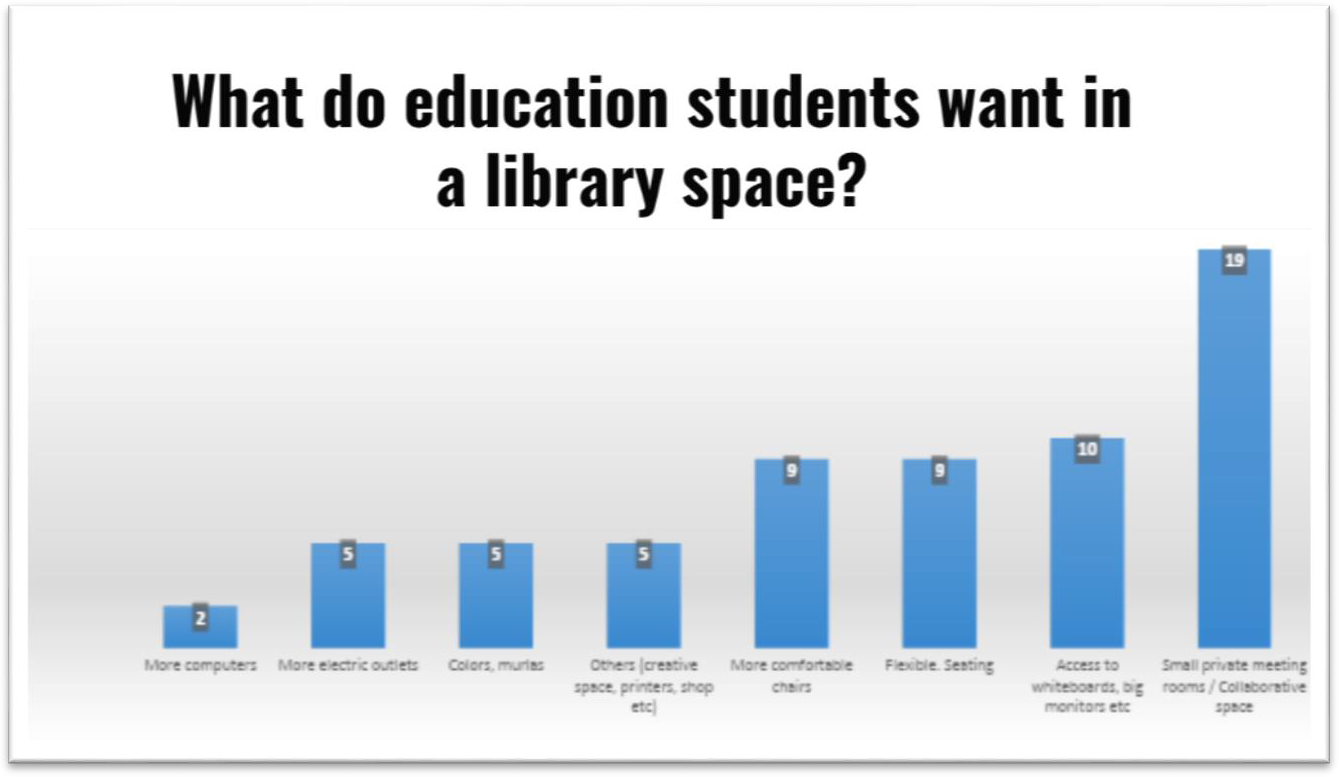 What do education students want in
a library space?
19
10
9
9
5
5
5
2
More computers
More electric outlets
Colors, murlas
Others (creative
space, printers, shop
etc)
More comfortable
chairs
Flexible. Seating
Access to
whiteboards, big
monitors etc
Small private meeting
rooms / Collaborative
space